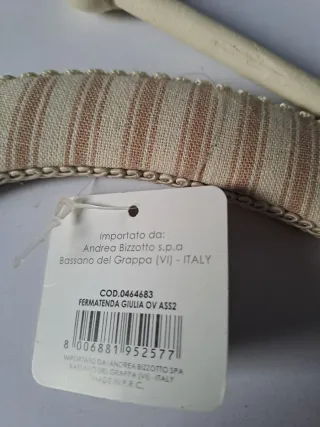 Importato da:
Andrea Bizzotto s.p.a
Bassano del Grappa (VI) - ITALY
COD.0464683
FERMATENDA GIULIA OV ASS2
8 006881 952577
IMPORTATO DA: ANDREA BIZZOTTO SPA
BASSANO DEL GRAPPA (VI) - ITALY
MADE IN P.R.C.